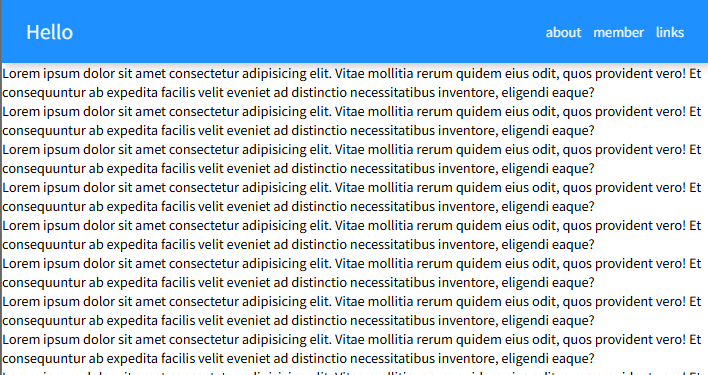 Hello
about member links
Lorem ipsum dolor sit amet consectetur adipisicing elit. Vitae mollitia rerum quidem eius odit, quos provident vero! Et
consequuntur ab expedita facilis velit eveniet ad distinctio necessitatibus inventore, eligendi eaque?
Lorem ipsum dolor sit amet consectetur adipisicing elit. Vitae mollitia rerum quidem eius odit, quos provident vero! Et
consequuntur ab expedita facilis velit eveniet ad distinctio necessitatibus inventore, eligendi eaque?
Lorem ipsum dolor sit amet consectetur adipisicing elit. Vitae mollitia rerum quidem eius odit, quos provident vero! Et
consequuntur ab expedita facilis velit eveniet ad distinctio necessitatibus inventore, eligendi eaque?
Lorem ipsum dolor sit amet consectetur adipisicing elit. Vitae mollitia rerum quidem eius odit, quos provident vero! Et
consequuntur ab expedita facilis velit eveniet ad distinctio necessitatibus inventore, eligendi eaque?
Lorem ipsum dolor sit amet consectetur adipisicing elit. Vitae mollitia rerum quidem eius odit, quos provident vero! Et
consequuntur ab expedita facilis velit eveniet ad distinctio necessitatibus inventore, eligendi eaque?
Lorem ipsum dolor sit amet consectetur adipisicing elit. Vitae mollitia rerum quidem eius odit, quos provident vero! Et
consequuntur ab expedita facilis velit eveniet ad distinctio necessitatibus inventore, eligendi eaque?
Lorem ipsum dolor sit amet consectetur adipisicing elit. Vitae mollitia rerum quidem eius odit, quos provident vero! Et
consequuntur ab expedita facilis velit eveniet ad distinctio necessitatibus inventore, eligendi eaque?
Lorem ipsum dolor sit amet consectetur adipisicing elit. Vitae mollitia rerum quidem eius odit, quos provident vero! Et
consequuntur ab expedita facilis velit eveniet ad distinctio necessitatibus inventore, eligendi eaque?